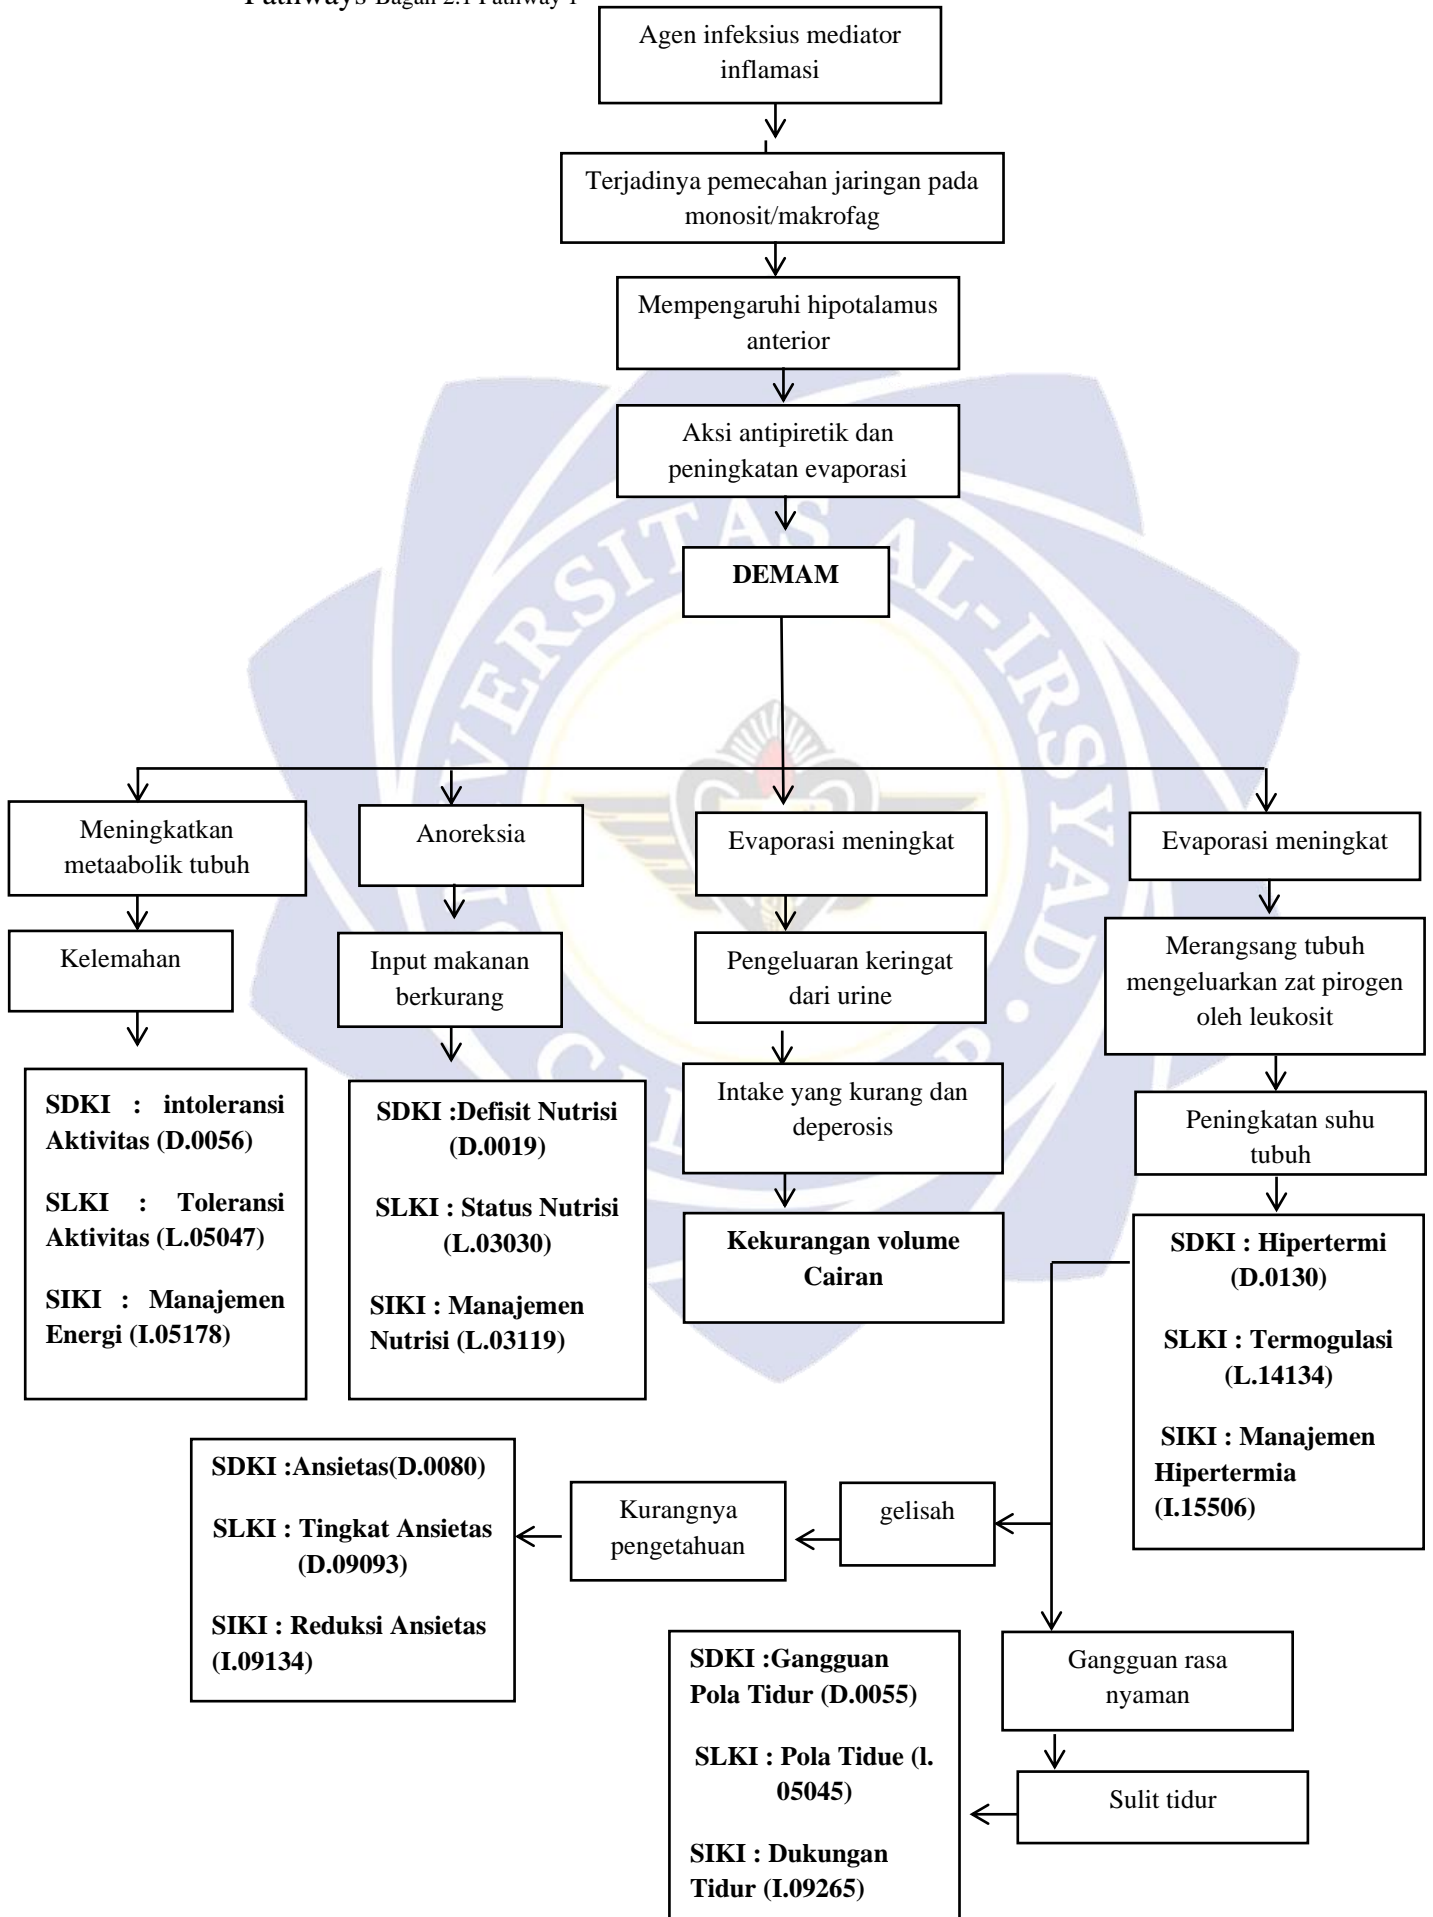 Pathways Bagan 2.1 Pathway 1
Agen infeksius mediator
inflamasi
Terjadinya pemecahan jaringan pada
monosit/makrofag
Mempengaruhi hipotalamus
anterior
Aksi antipiretik dan
peningkatan evaporasi
DEMAM
Meningkatkan
metaabolik tubuh
Anoreksia
Evaporasi meningkat
Evaporasi meningkat
Kelemahan
Input makanan
berkurang
Pengeluaran keringat
dari urine
Merangsang tubuh
mengeluarkan zat pirogen
oleh leukosit
Intake yang kurang dan
deperosis
Peningkatan suhu
tubuh
SDKI : intoleransi
Aktivitas (D.0056)
SLKI : Toleransi
Aktivitas (L.05047)
SIKI : Manajemen
Energi (I.05178)
SDKI :Defisit Nutrisi
(D.0019)
SLKI : Status Nutrisi
(L.03030)
SIKI : Manajemen
Nutrisi (L.03119)
Kekurangan volume
Cairan
SDKI : Hipertermi
(D.0130)
SLKI : Termogulasi
(L.14134)
SIKI : Manajemen
Hipertermia
(I.15506)
SDKI :Ansietas(D.0080)
SLKI : Tingkat Ansietas
(D.09093)
SIKI : Reduksi Ansietas
(I.09134)
Kurangnya
pengetahuan
gelisah
SDKI :Gangguan
Pola Tidur (D.0055)
SLKI : Pola Tidue (l.
05045)
SIKI : Dukungan
Tidur (I.09265)
Gangguan rasa
nyaman
Sulit tidur